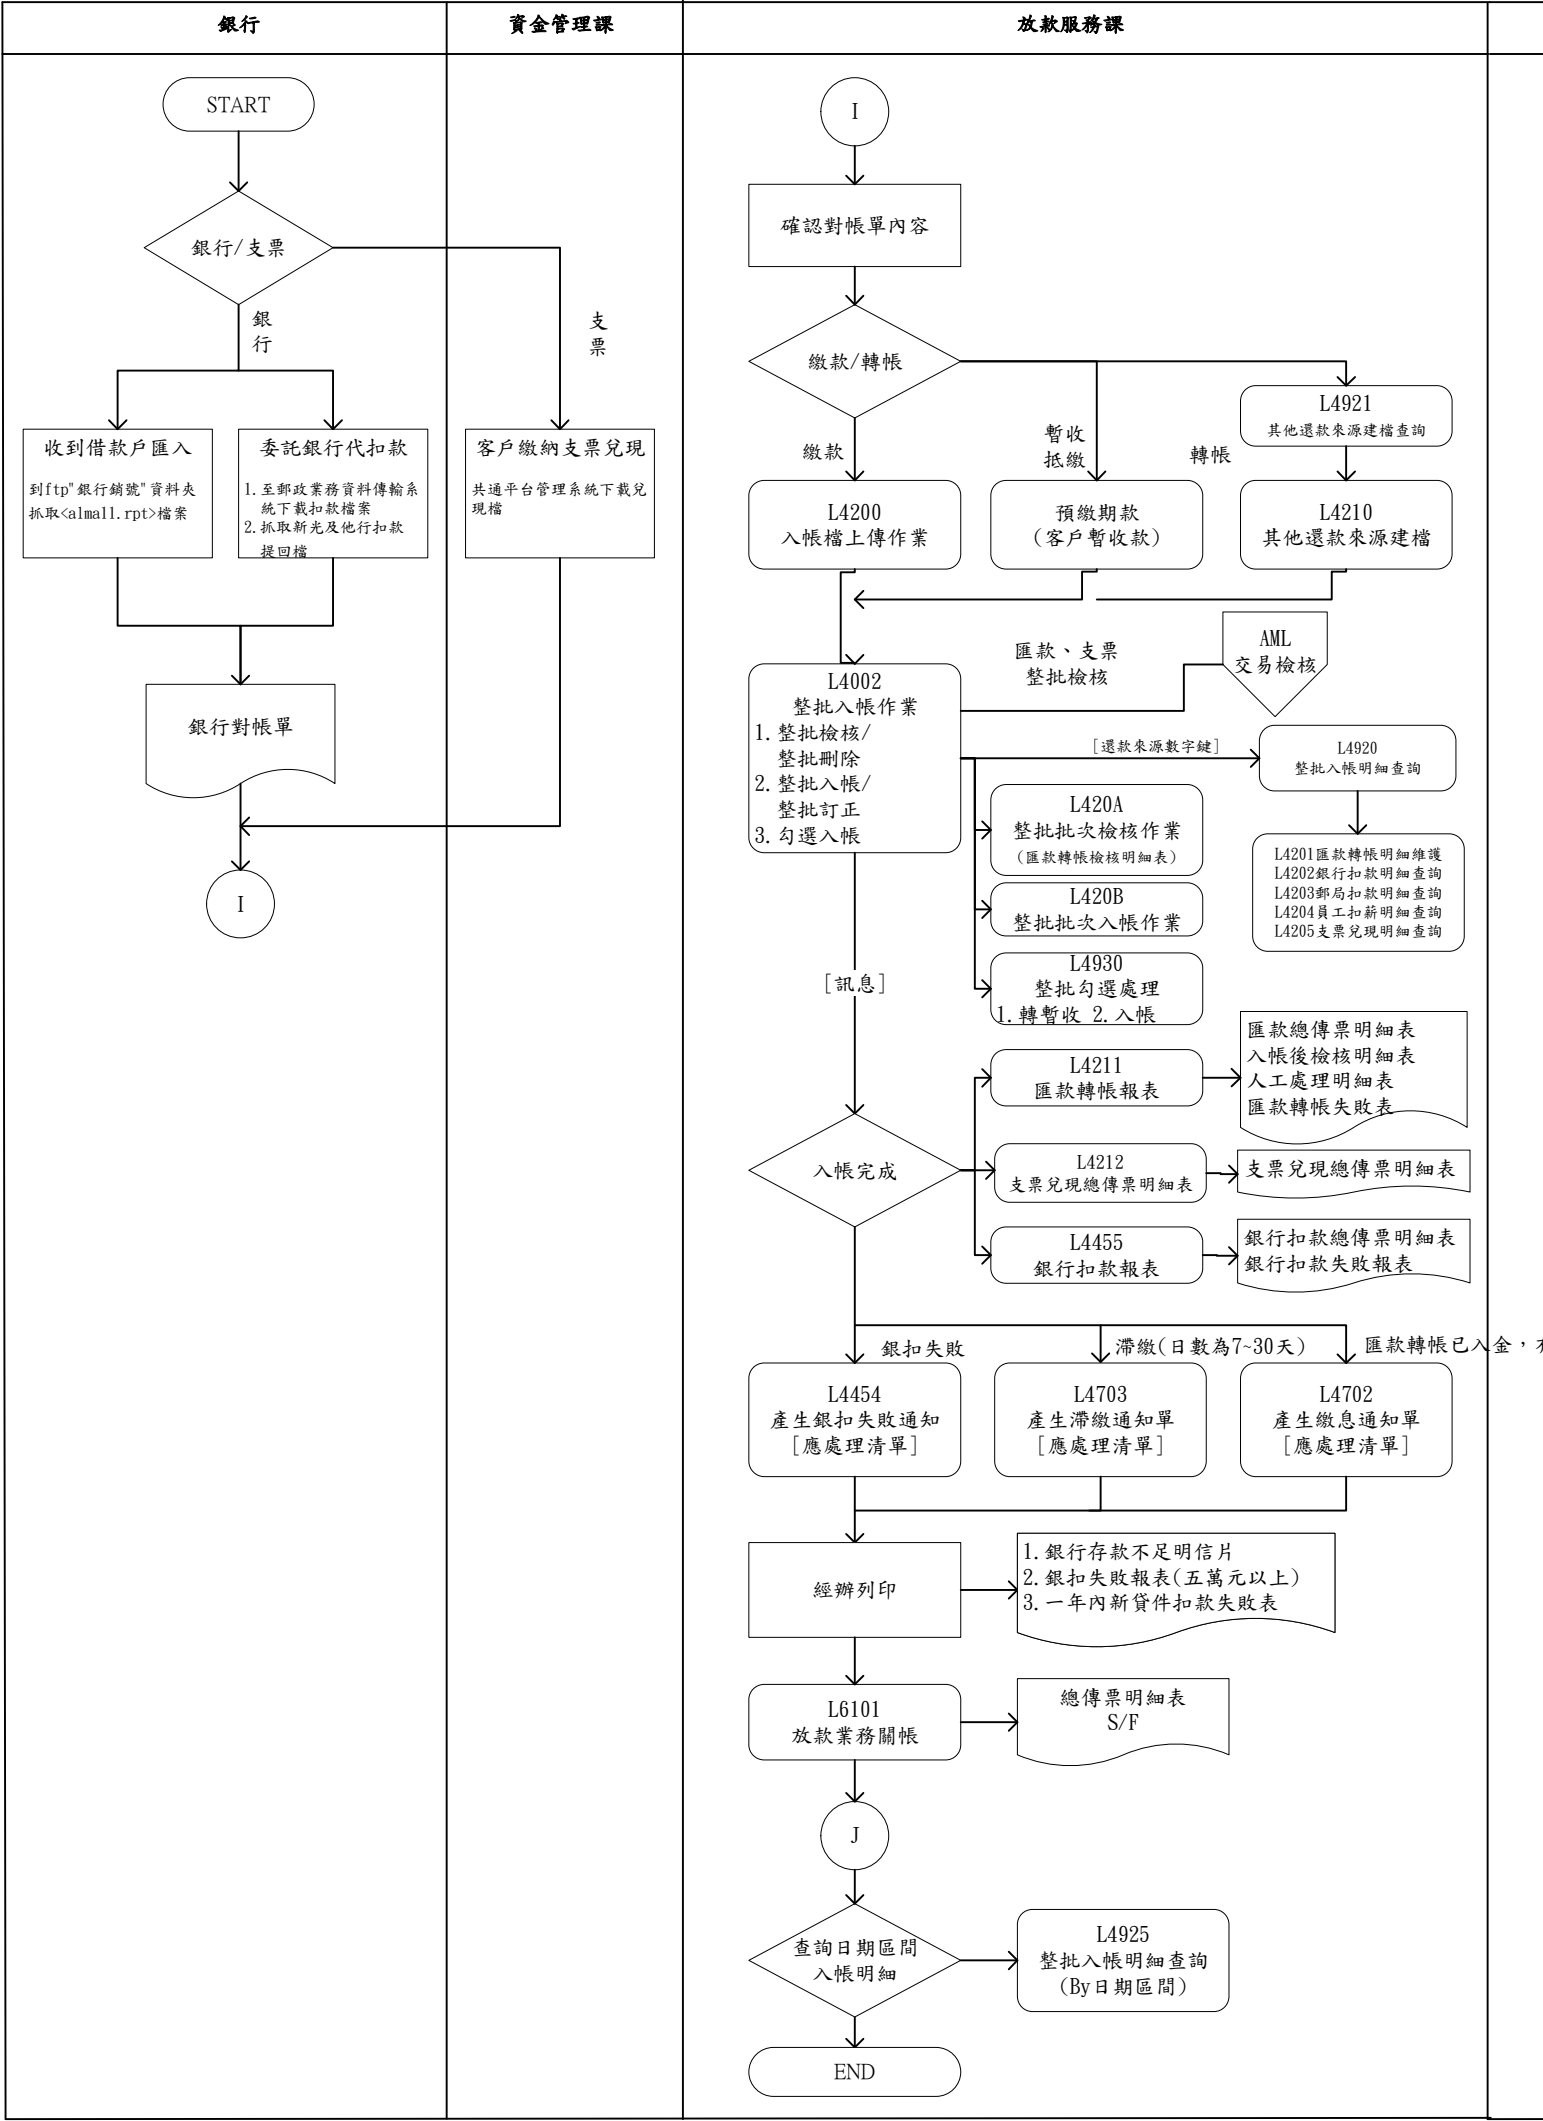 銀行
資金管理課
放款服務課
START
銀行/支票
銀
行
支
票
收到借款戶匯入
到ftp"銀行銷號"資料夾
抓取<almall.rpt>檔案
委託銀行代扣款
1.至郵政業務資料傳輸系
統下載扣款檔案
2.抓取新光及他行扣款
提回檔
客戶繳納支票兌現
共通平台管理系統下載兌
現檔
銀行對帳單
I
I
確認對帳單內容
繳款/轉帳
繳款
暫收
抵繳
轉帳
L4921
其他還款來源建檔查詢
L4200
入帳檔上傳作業
預繳期款
(客戶暫收款)
L4210
其他還款來源建檔
匯款、支票
整批檢核
AML
交易檢核
L4002
整批入帳作業
1.整批檢核/
整批刪除
2.整批入帳/
整批訂正
3.勾選入帳
[還款來源數字鍵]
L4920
整批入帳明細查詢
L420A
整批批次檢核作業
(匯款轉帳檢核明細表)
L4201匯款轉帳明細維護
L4202銀行扣款明細查詢
L4203郵局扣款明細查詢
L4204員工扣薪明細查詢
L4205支票兌現明細查詢
L420B
整批批次入帳作業
[訊息]
L4930
整批勾選處理
1.轉暫收 2.入帳
L4211
匯款轉帳報表
匯款總傳票明細表
入帳後檢核明細表
人工處理明細表
匯款轉帳失敗表
入帳完成
L4212
支票兌現總傳票明細表
支票兌現總傳票明細表
L4455
銀行扣款報表
銀行扣款總傳票明細表
銀行扣款失敗報表
銀扣失敗
滯繳(日數為7~30天)
匯款轉帳已入金，
L4454
產生銀扣失敗通知
[應處理清單]
L4703
產生滯繳通知單
[應處理清單]
L4702
產生繳息通知單
[應處理清單]
經辦列印
1.銀行存款不足明信片
2.銀扣失敗報表(五萬元以上)
3.一年內新貸件扣款失敗表
L6101
放款業務關帳
總傳票明細表
S/F
J
查詢日期區間
入帳明細
L4925
整批入帳明細查詢
(By日期區間)
END